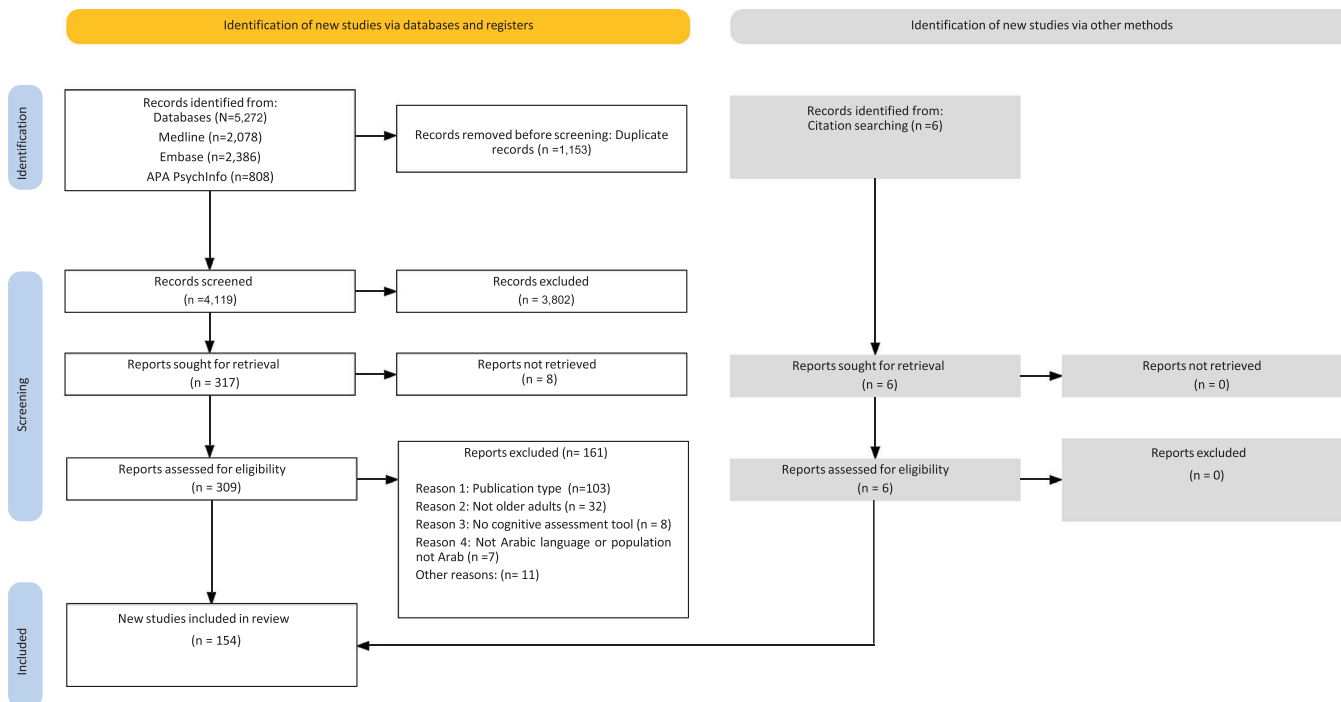 Identification of new studies via databases and registers
Identification of new studies via other methods
Identification
Records identified from:
Databases (N=5,272)
Medline (n=2,078)
Embase (n=2,386)
APA PsychInfo (n=808)
Records removed before screening: Duplicate
records (n =1,153)
Records identified from:
Citation searching (n =6)
Screening
Records screened
(n =4,119)
Records excluded
(n = 3,802)
Reports sought for retrieval
(n = 317)
Reports not retrieved
(n = 8)
Reports sought for retrieval
(n = 6)
Reports not retrieved
(n = 0)
Reports assessed for eligibility
(n = 309)
Reports excluded (n= 161)
Reason 1: Publication type (n=103)
Reason 2: Not older adults (n = 32)
Reason 3: No cognitive assessment tool (n = 8)
Reason 4: Not Arabic language or population
not Arab (n =7)
Other reasons: (n= 11)
Reports assessed for eligibility
(n = 6)
Reports excluded
(n = 0)
Included
New studies included in review
(n = 154)